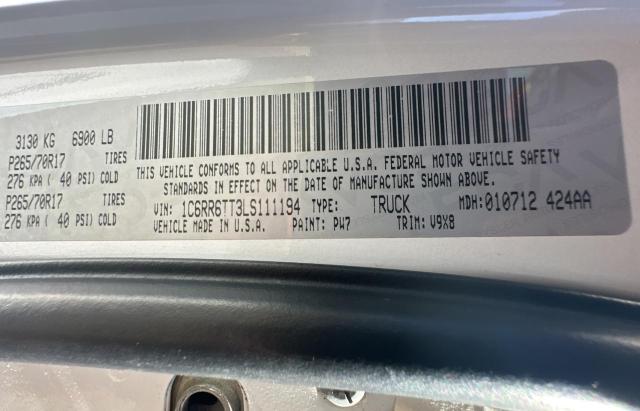 3130 KG 6900 LB
P265/70R17 TIRES
276 KPA ( 40 PSI) COLD
P265/70R17 TIRES
276 KPA ( 40 PSI) COLD
THIS VEHICLE CONFORMS TO ALL APPLICABLE U.S.A. FEDERAL MOTOR VEHICLE SAFETY
STANDARDS IN EFFECT ON THE DATE OF MANUFACTURE SHOWN ABOVE.
VIN: 1C6RR6TT3LS111194 TYPE: TRUCK MDH: 010712 424AA
VEHICLE MADE IN U.S.A. PAINT: PW7 TRIM: V9X8